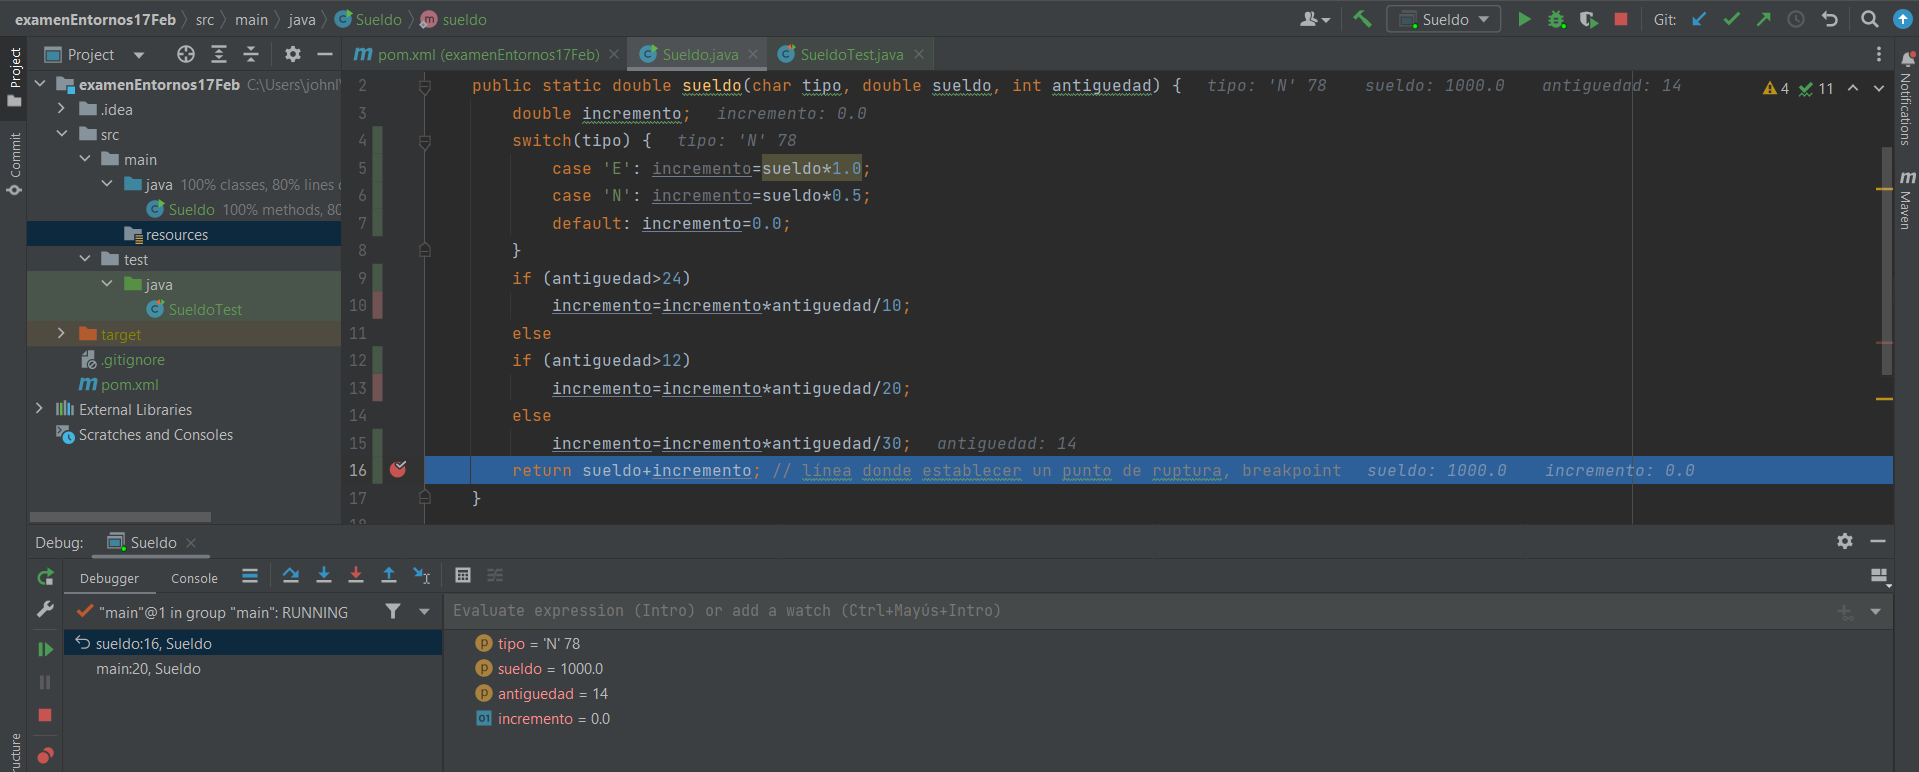 examenEntornos17Feb src main java Sueldo sueldo Sueldo Git:
Project
pom.xml (examenEntornos17Feb) Sueldo.java SueldoTest.java
examenEntornos17Feb C:\Users\johnl
.idea
src
main
java 100% classes, 80% lines c
Sueldo 100% methods, 80
resources
test
java
SueldoTest
target
.gitignore
pom.xml
External Libraries
Scratches and Consoles
Project
Commit
ructure
Notifications
Maven
4 11
2 public static double sueldo(char tipo, double sueldo, int antiguedad) { tipo: 'N' 78 sueldo: 1000.0 antiguedad: 14
3 double incremento; incremento: 0.0
4 switch(tipo) { tipo: 'N' 78
5 case 'E': incremento=sueldo*1.0;
6 case 'N': incremento=sueldo*0.5;
7 default: incremento=0.0;
8 }
9 if (antiguedad>24)
10 incremento=incremento*antiguedad/10;
11 else
12 if (antiguedad>12)
13 incremento=incremento*antiguedad/20;
14 else
15 incremento=incremento*antiguedad/30; antiguedad: 14
16 return sueldo+incremento; // línea donde establecer un punto de ruptura, breakpoint sueldo: 1000.0 incremento: 0.0
17 }
18
Debug: Sueldo
Debugger Console
"main"@1 in group "main": RUNNING
sueldo:16, Sueldo
main:20, Sueldo
Evaluate expression (Intro) or add a watch (Ctrl+Mayús+Intro)
tipo = 'N' 78
sueldo = 1000.0
antiguedad = 14
incremento = 0.0